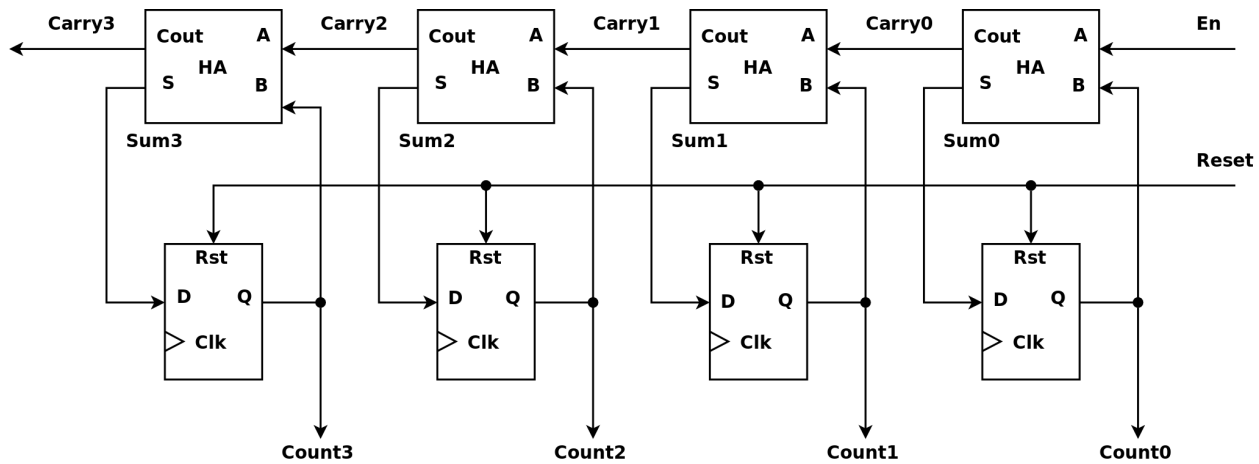 Carry3
Carry2
Carry1
Carry0
En
Cout A
HA
S B
Cout A
HA
S B
Cout A
HA
S B
Cout A
HA
S B
Sum3
Sum2
Sum1
Sum0
Reset
Rst
D Q
Clk
Rst
D Q
Clk
Rst
D Q
Clk
Rst
D Q
Clk
Count3
Count2
Count1
Count0